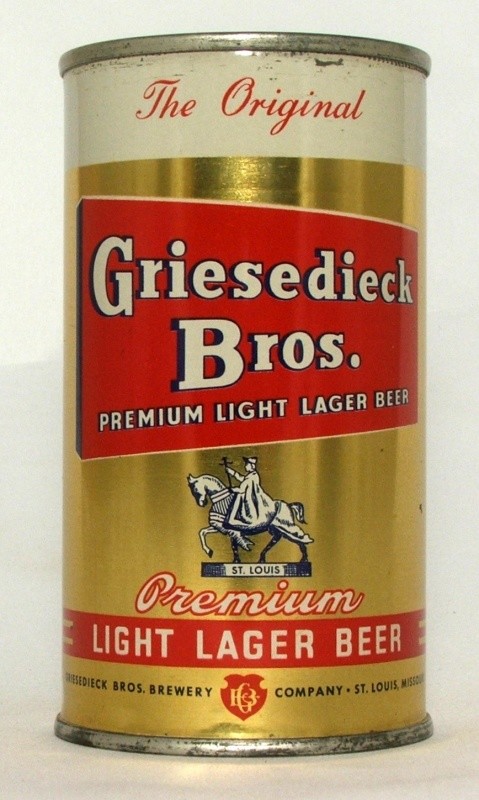 The Original
Griesedieck
Bros.
PREMIUM LIGHT LAGER BEER
ST. LOUIS
Premium
LIGHT LAGER BEER
GRIESEDIECK BROS. BREWERY GB COMPANY • ST. LOUIS, MISSOURI